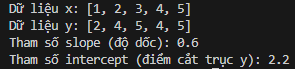 Dữ liệu x: [1, 2, 3, 4, 5]
Dữ liệu y: [2, 4, 5, 4, 5]
Tham số slope (độ dốc): 0.6
Tham số intercept (điểm cắt trục y): 2.2